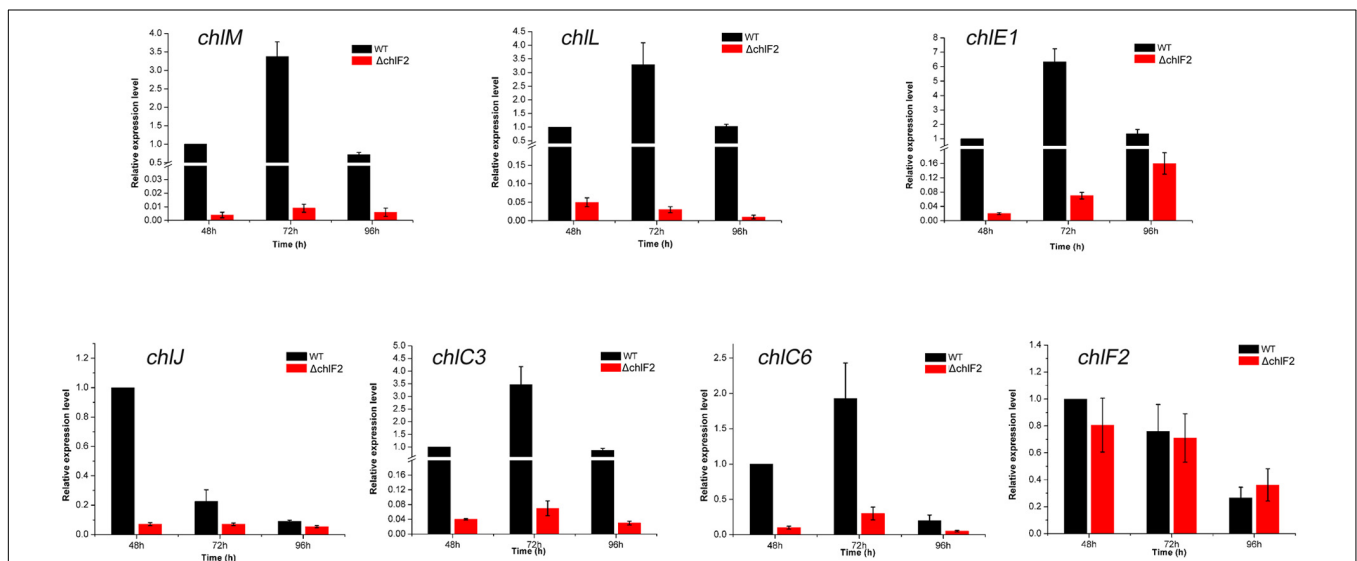 chlM
WT
ΔchlF2
Relative expression level
4.0
3.5
3.0
2.5
2.0
1.5
1.0
0.5
0.04
0.03
0.02
0.01
0.00
48h
72h
96h
Time (h)
chlL
WT
ΔchlF2
Relative expression level
4.5
4.0
3.5
3.0
2.5
2.0
1.5
1.0
0.5
0.20
0.15
0.10
0.05
0.00
48h
72h
96h
Time (h)
chlE1
WT
ΔchlF2
Relative expression level
8
7
6
5
4
3
2
1
0.16
0.12
0.08
0.04
0.00
48h
72h
96h
Time (h)
chlJ
WT
ΔchlF2
Relative expression level
1.2
1.0
0.8
0.6
0.4
0.2
0.0
48h
72h
96h
Time (h)
chlC3
WT
ΔchlF2
Relative expression level
5.0
4.5
4.0
3.5
3.0
2.5
2.0
1.5
1.0
0.16
0.12
0.08
0.04
0.00
48h
72h
96h
Time (h)
chlC6
WT
ΔchlF2
Relative expression level
2.5
2.0
1.5
1.0
0.5
0.0
48h
72h
96h
Time (h)
chlF2
WT
ΔchlF2
Relative expression level
1.4
1.2
1.0
0.8
0.6
0.4
0.2
0.0
48h
72h
96h
Time (h)